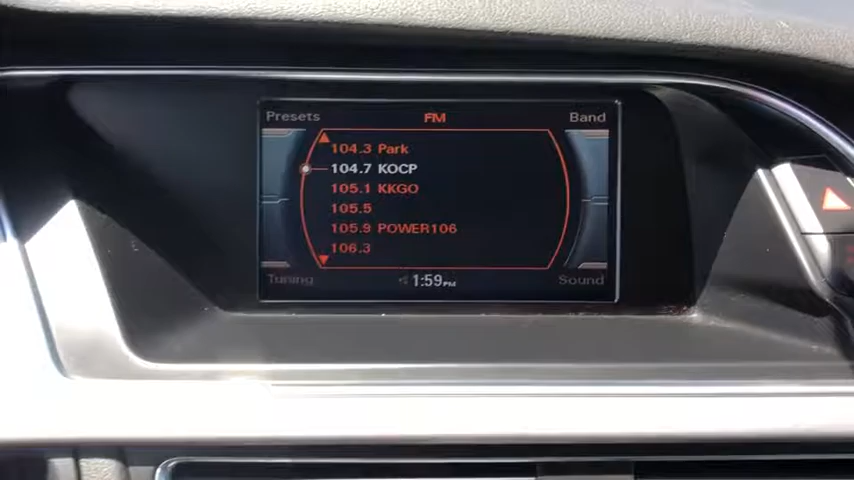 Presets FM Band
104.3 Park
104.7 KOCP
105.1 KKGO
105.5
105.9 POWER106
106.3
Tuning 1:59PM Sound